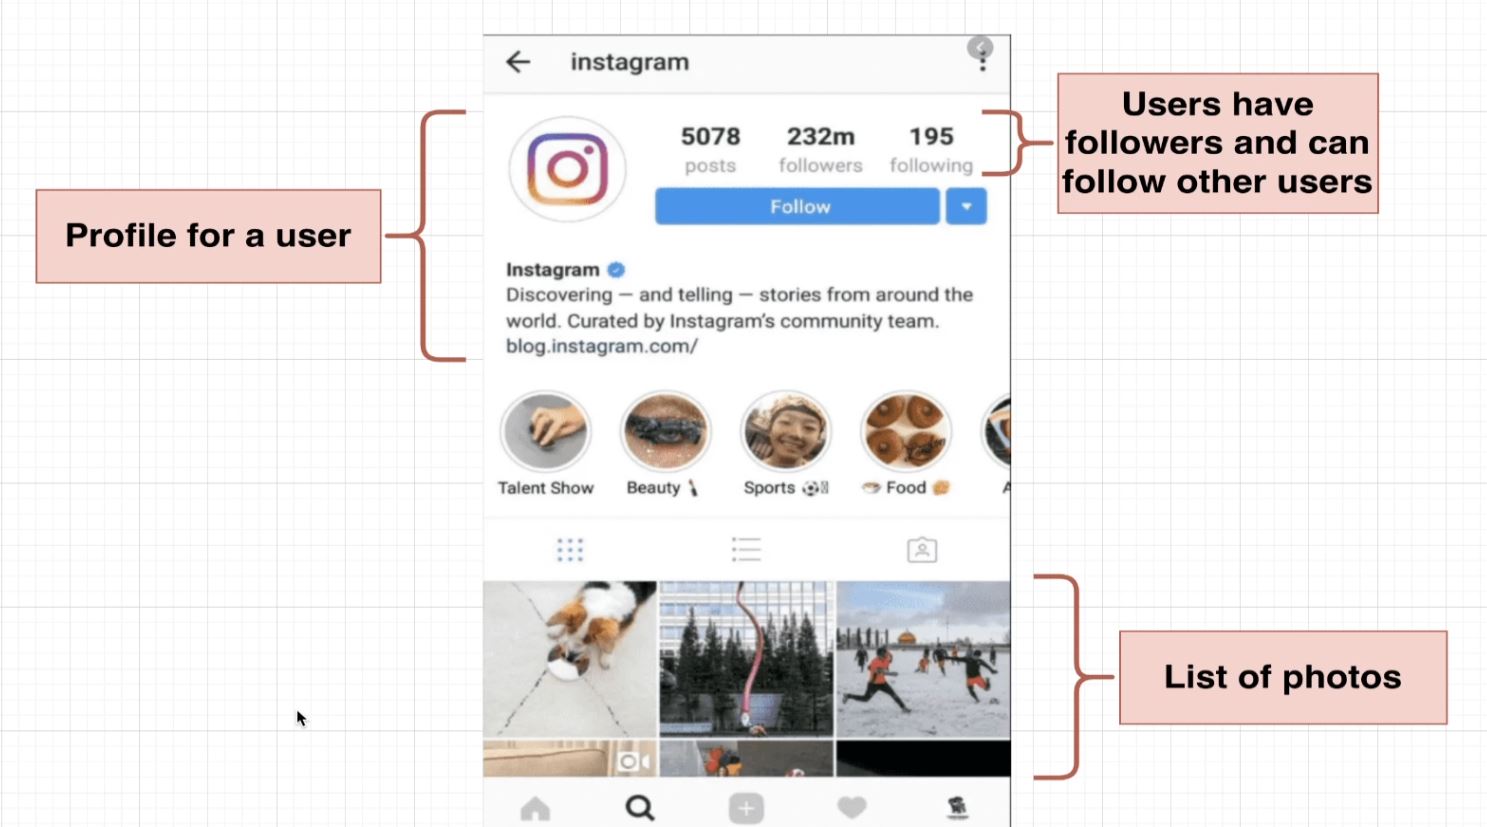 instagram
Users have
followers and can
follow other users
5078 232m 195
posts followers following
Follow
Profile for a user
Instagram
Discovering — and telling — stories from around the
world. Curated by Instagram's community team.
blog.instagram.com/
Talent Show Beauty Sports Food A
List of photos